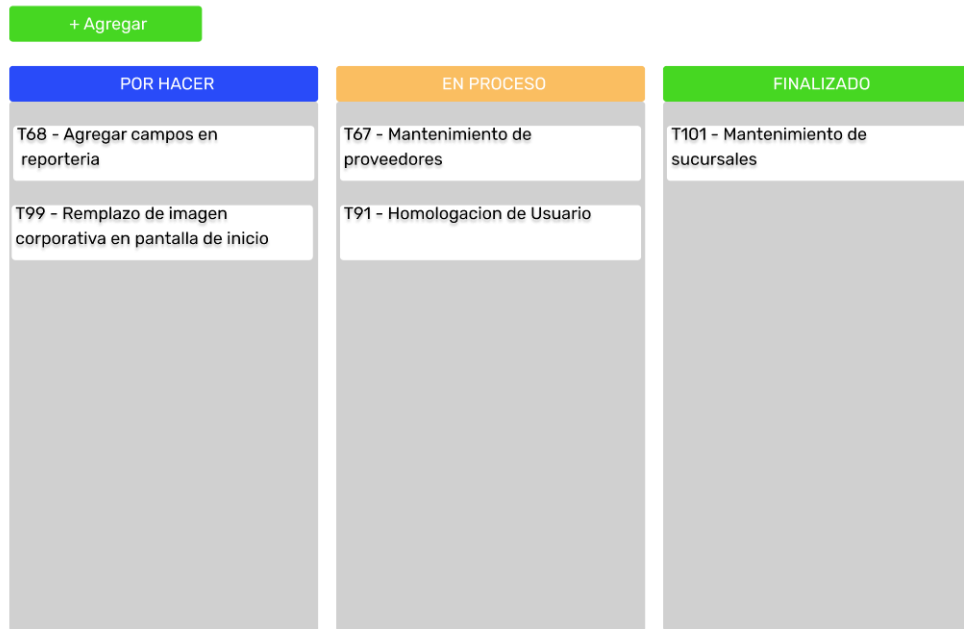 + Agregar
POR HACER
T68 - Agregar campos en
reporteria
T99 - Remplazo de imagen
corporativa en pantalla de inicio
EN PROCESO
T67 - Mantenimiento de
proveedores
T91 - Homologacion de Usuario
FINALIZADO
T101 - Mantenimiento de
sucursales